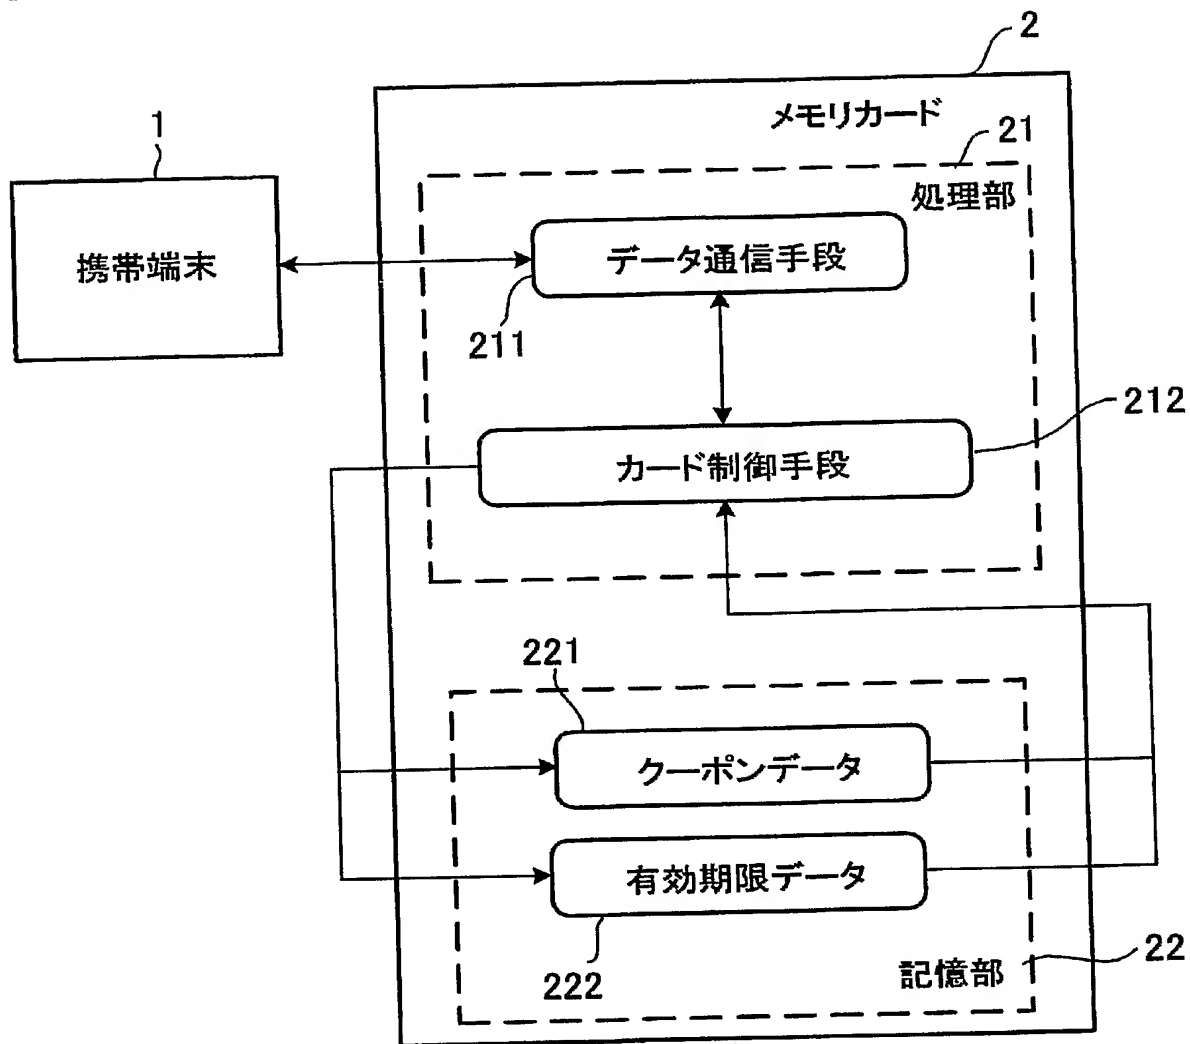 2
メモリカード
1
21
処理部
携帯端末
データ通信手段
211
212
カード制御手段
221
クーポンデータ
有効期限データ
222
記憶部
22